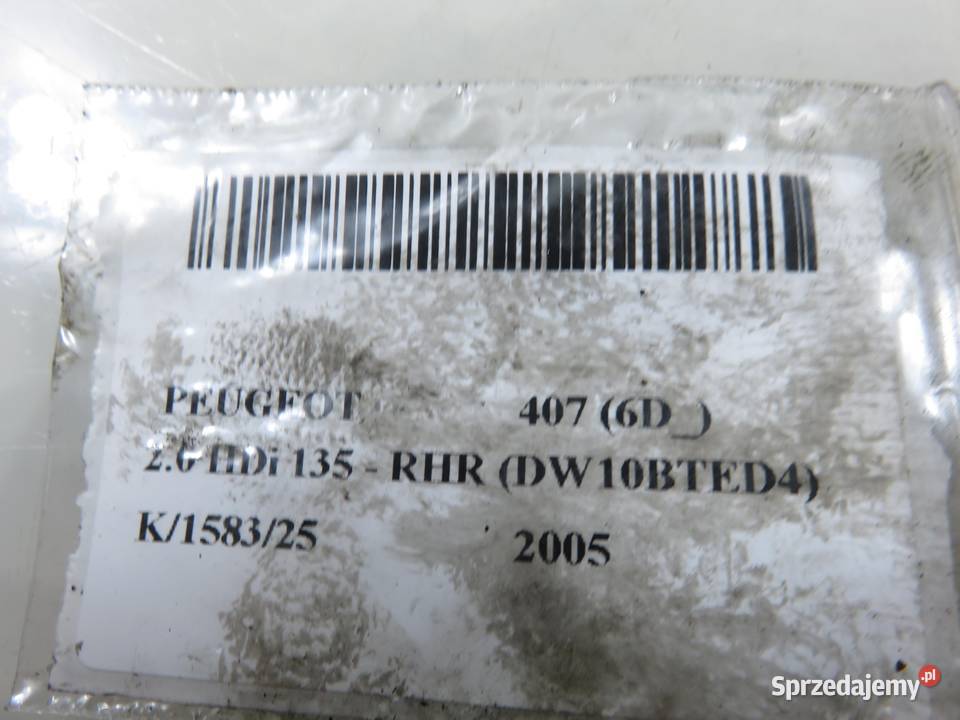 PEUGEOT 407 (6D_)
2.0 HDi 135 - RHR (DW10BTED4)
K/1583/25 2005
Sprzedajemy.pl